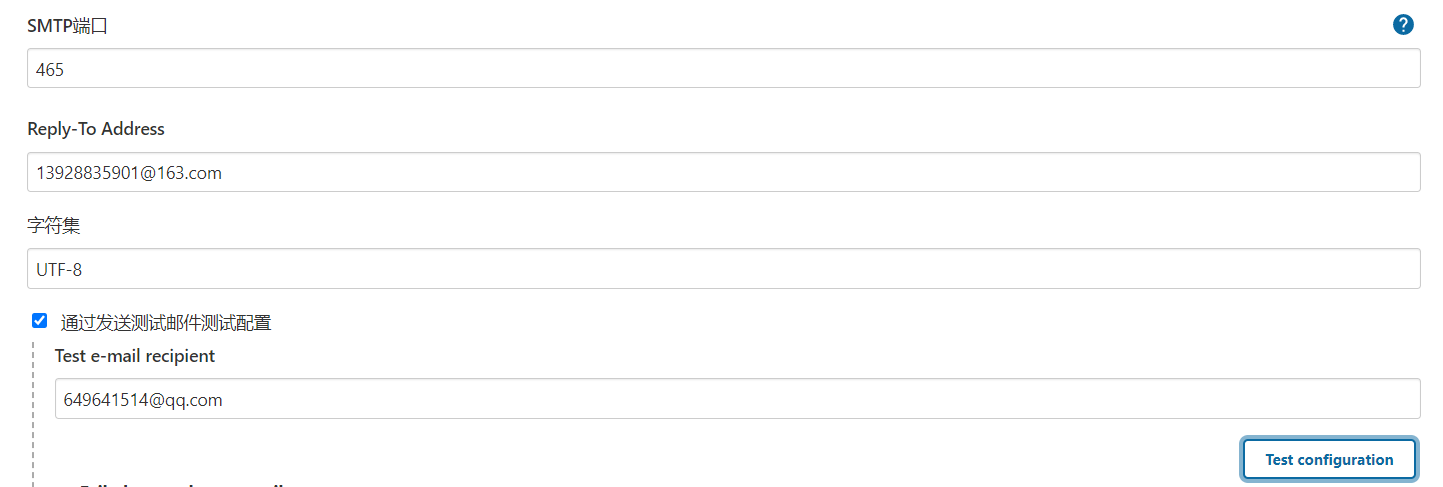 SMTP端口
?
465
Reply-To Address
13928835901@163.com
字符集
UTF-8
通过发送测试邮件测试配置
Test e-mail recipient
649641514@qq.com
Test configuration